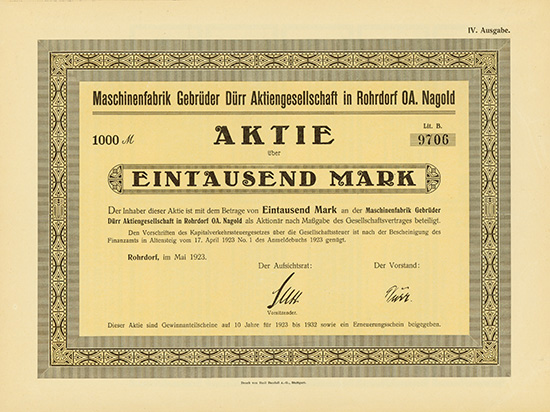 IV. Ausgabe.
Maschinenfabrik Gebrüder Dürr Aktiengesellschaft in Rohrdorf OA. Nagold
1000 M
AKTIE
Lit. B.
über
9706
EINTAUSEND MARK
Der Inhaber dieser Aktie ist mit dem Betrage von Eintausend Mark an der Maschinenfabrik Gebrüder
Dürr Aktiengesellschaft in Rohrdorf OA. Nagold als Aktionär nach Maßgabe des Gesellschaftsvertrages beteiligt.
Den Vorschriften des Kapitalverkehrsteuergesetzes über die Gesellschaftsteuer ist nach der Bescheinigung des
Finanzamts in Altensteig vom 17. April 1923 No. 1 des Anmeldebuchs 1923 genügt.
Rohrdorf, im Mai 1923.
Der Aufsichtsrat:
Der Vorstand:
Dürr.
Vorsitzender.
Dieser Aktie sind Gewinnanteilscheine auf 10 Jahre für 1923 bis 1932 sowie ein Erneuerungsschein beigegeben.